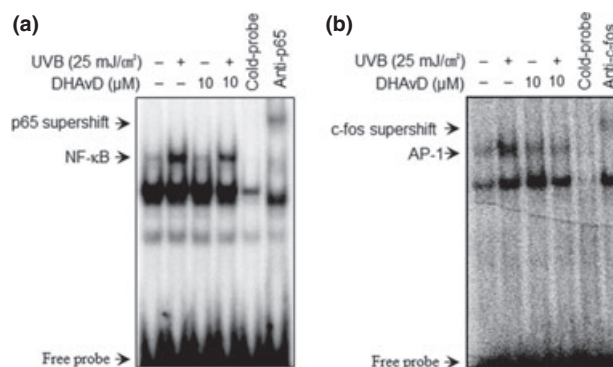 (a)
UVB (25 mJ/㎠) – + – + Cold-probe Anti-p65
DHAvD (μM) – – 10 10
p65 supershift
NF-κB
Free probe
(b)
UVB (25 mJ/㎠) – + – + Cold-probe Anti-c-fos
DHAvD (μM) – – 10 10
c-fos supershift
AP-1
Free probe